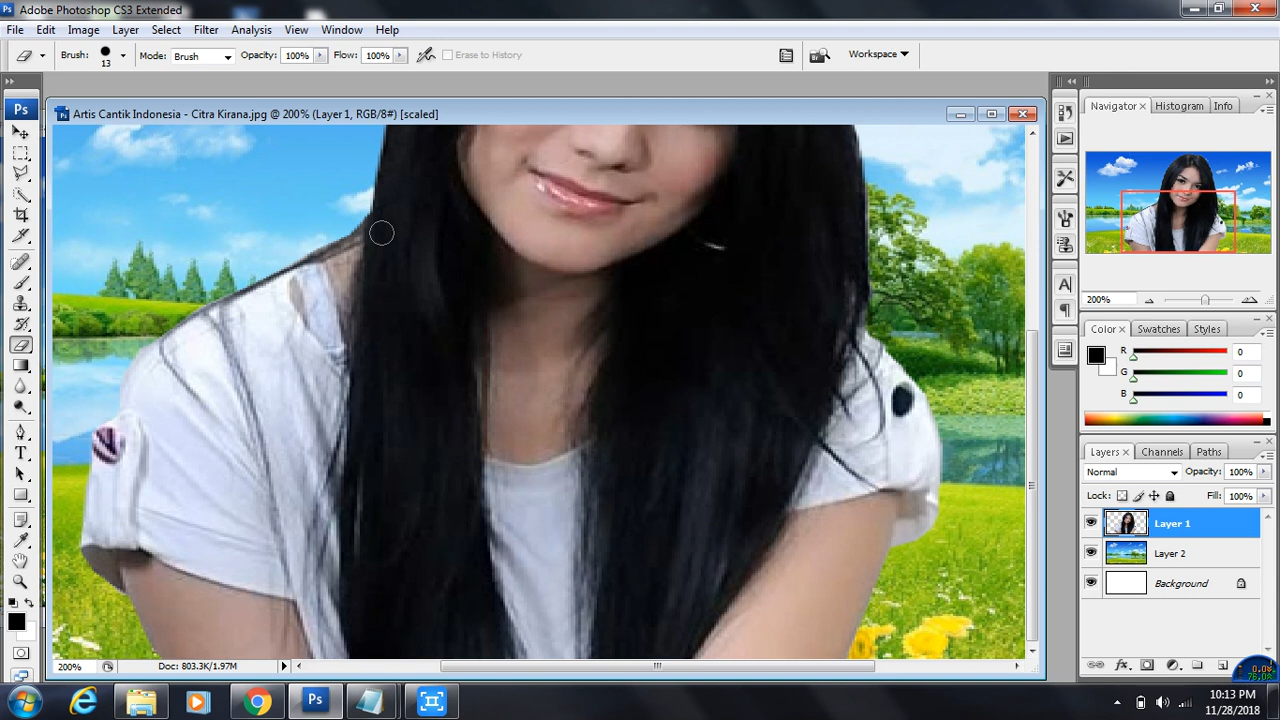 Ps Adobe Photoshop CS3 Extended
File Edit Image Layer Select Filter Analysis View Window Help
Brush: 13 Mode: Brush Opacity: 100% Flow: 100% Erase to History Workspace
Ps
Artis Cantik Indonesia - Citra Kirana.jpg @ 200% (Layer 1, RGB/8#) [scaled]
Navigator Histogram Info
200%
Color Swatches Styles
R 0
G 0
B 0
Layers Channels Paths
Normal Opacity: 100%
Lock: Fill: 100%
Layer 1
Layer 2
Background
200% Doc: 803.3K/1.97M
Ps
10:13 PM
11/28/2018